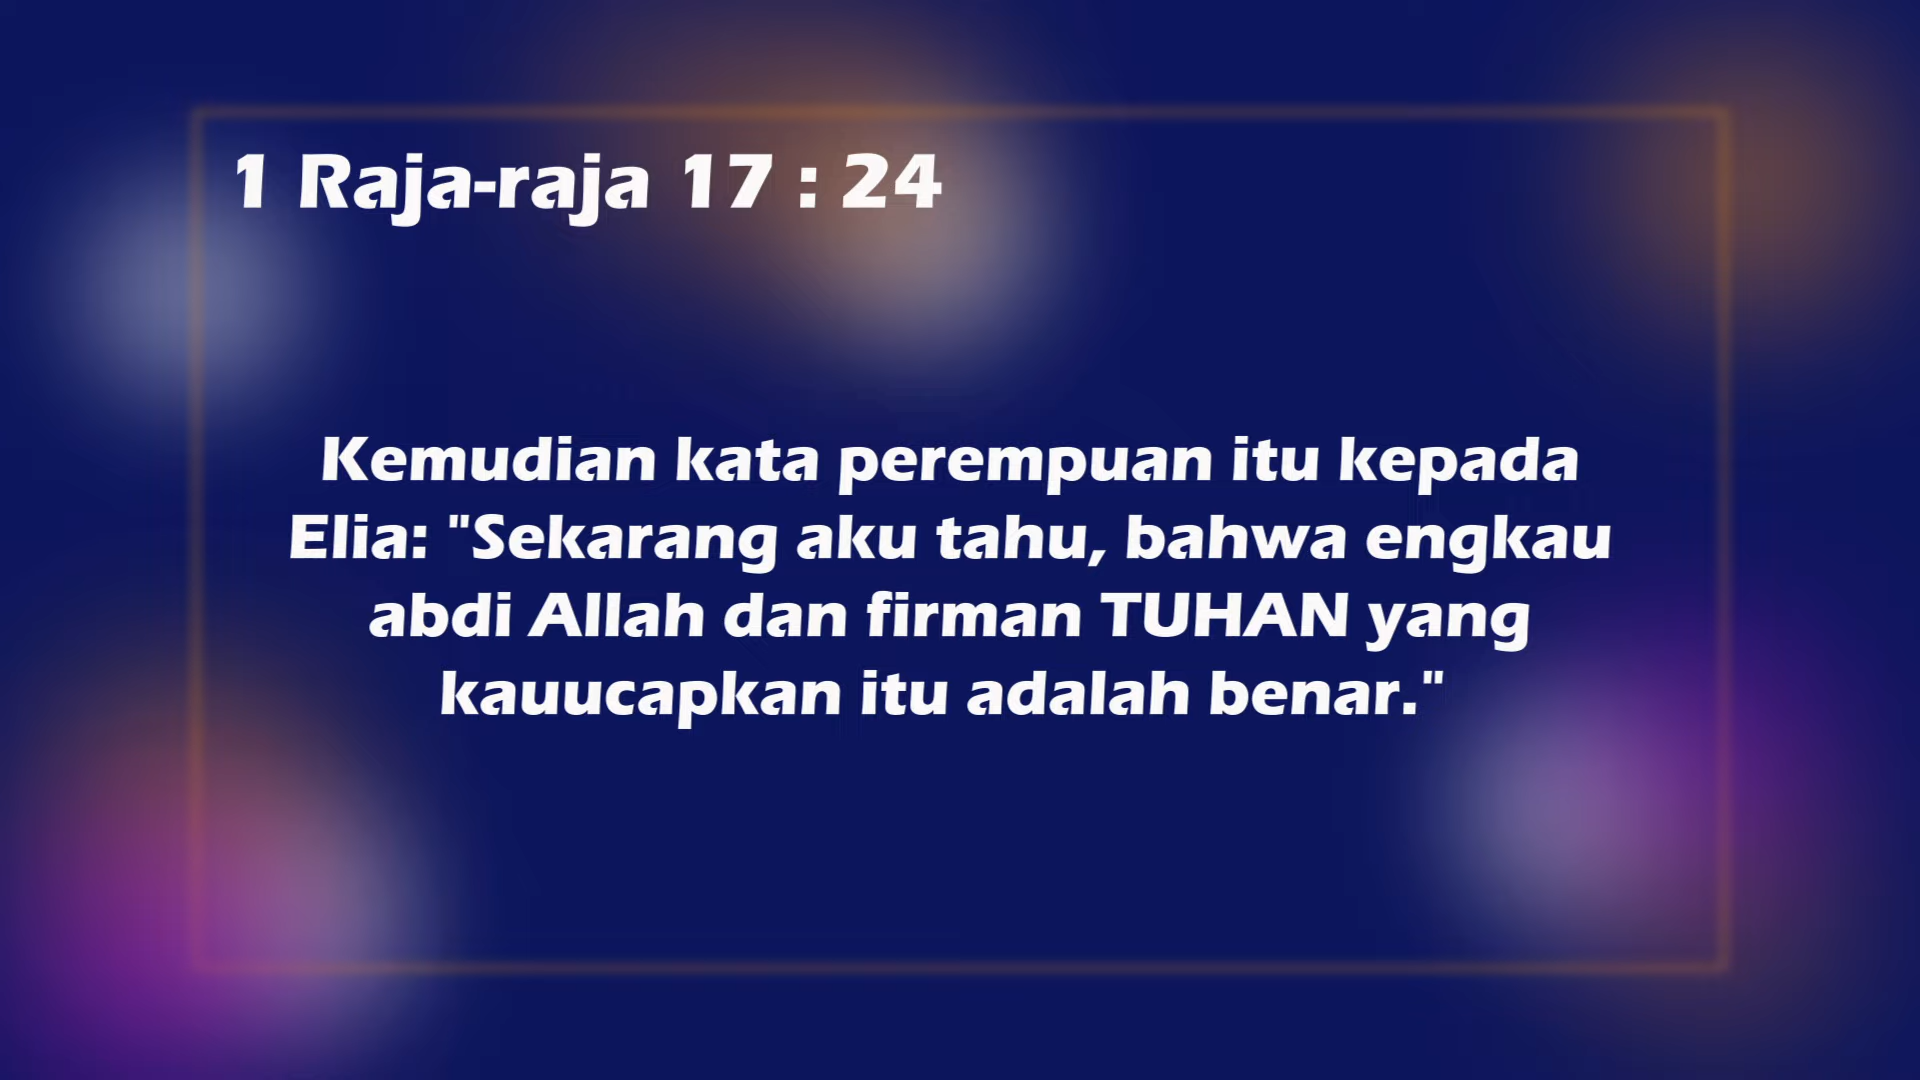 1 Raja-raja 17 : 24
Kemudian kata perempuan itu kepada
Elia: "Sekarang aku tahu, bahwa engkau
abdi Allah dan firman TUHAN yang
kauucapkan itu adalah benar."